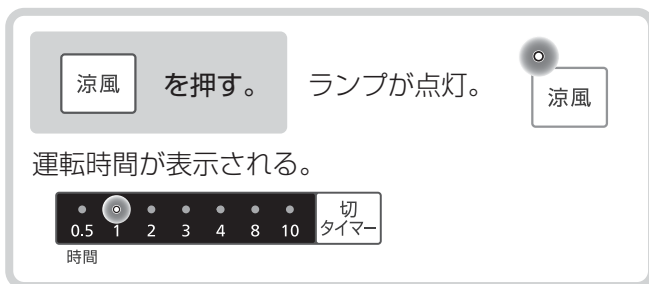 涼風 を押す。 ランプが点灯。 涼風
運転時間が表示される。
0.5 1 2 3 4 8 10 切タイマー
時間